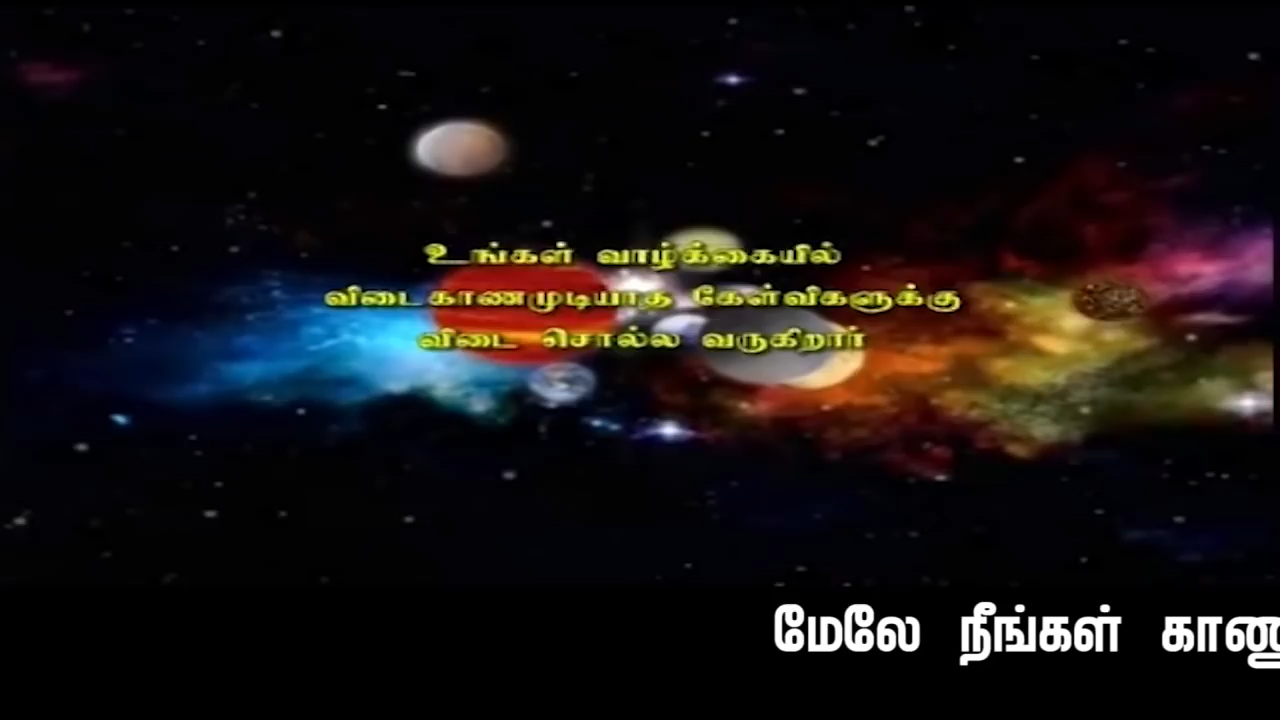 உங்கள் வாழ்க்கையில்
விடைகாணமுடியாத கேள்விகளுக்கு
விடை சொல்ல வருகிறார்
மேலே நீங்கள்